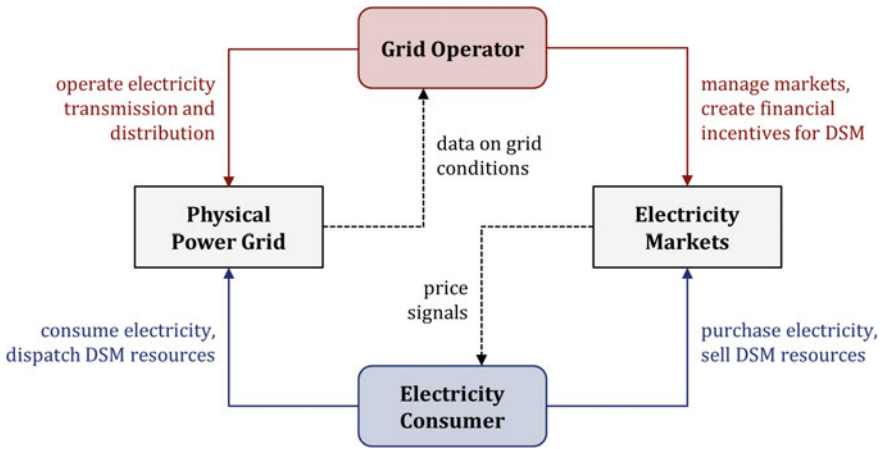 Grid Operator
operate electricity
transmission and
distribution
manage markets,
create financial
incentives for DSM
data on grid
conditions
Physical
Power Grid
Electricity
Markets
price
signals
consume electricity,
dispatch DSM resources
purchase electricity,
sell DSM resources
Electricity
Consumer